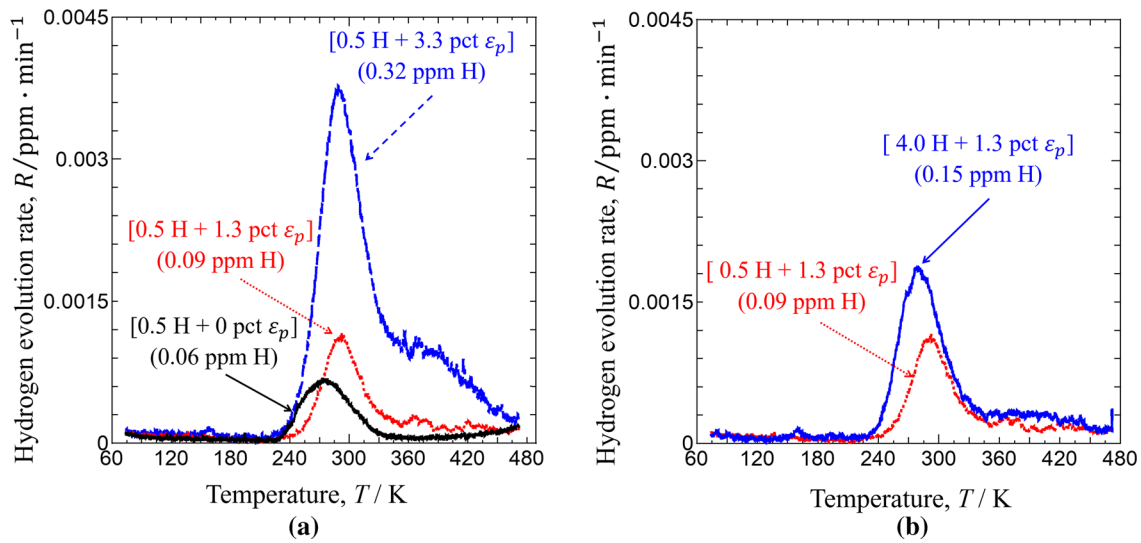 0.0045
0.003
0.0015
0
Hydrogen evolution rate, R/ppm · min⁻¹
[0.5 H + 3.3 pct εₚ]
(0.32 ppm H)
[0.5 H + 1.3 pct εₚ]
(0.09 ppm H)
[0.5 H + 0 pct εₚ]
(0.06 ppm H)
60 120 180 240 300 360 420 480
Temperature, T / K
(a)
0.0045
0.003
0.0015
0
Hydrogen evolution rate, R/ppm · min⁻¹
[ 4.0 H + 1.3 pct εₚ]
(0.15 ppm H)
[ 0.5 H + 1.3 pct εₚ]
(0.09 ppm H)
60 120 180 240 300 360 420 480
Temperature, T / K
(b)